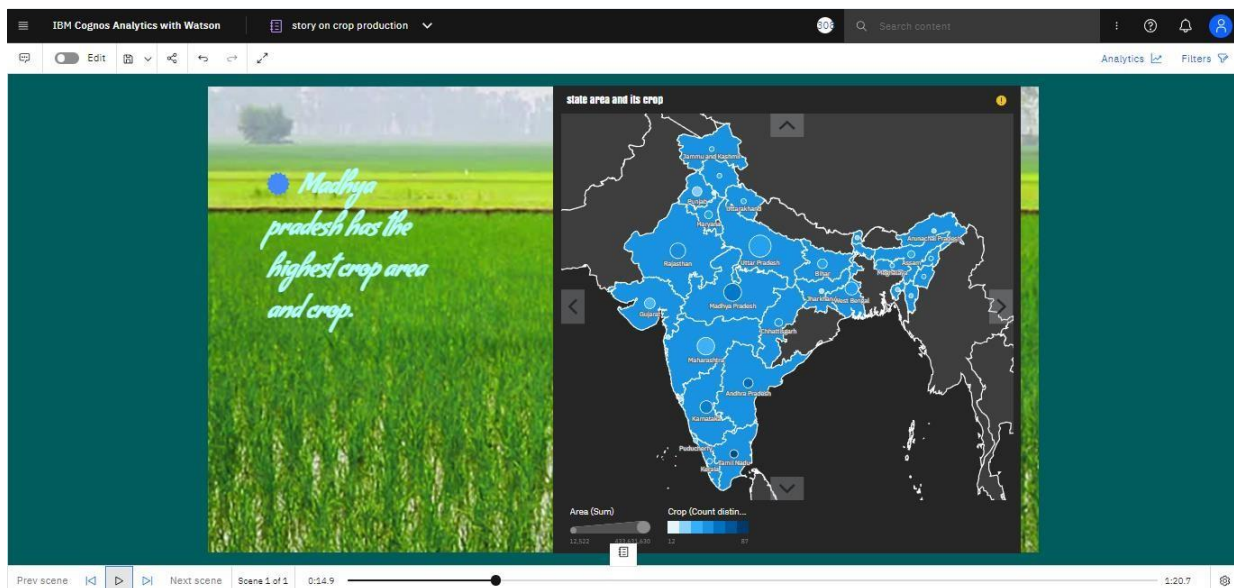 IBM Cognos Analytics with Watson
story on crop production
Search content
Edit
Analytics
Filters
state area and its crop
Madhya
pradesh has the
highest crop area
and crop.
Jammu and Kashmir
Punjab
Uttarakhand
Haryana
Arunachal Pradesh
Rajasthan
Uttar Pradesh
Bihar
Assam
Meghalaya
Gujarat
Madhya Pradesh
Jharkhand
West Bengal
Chhattisgarh
Maharashtra
Andhra Pradesh
Karnataka
Puducherry
Kerala
Tamil Nadu
Area (Sum)
Crop (Count distin...
12,522
12
87
Prev scene
Next scene
Scene 1 of 1
0:14.9
1:20.7